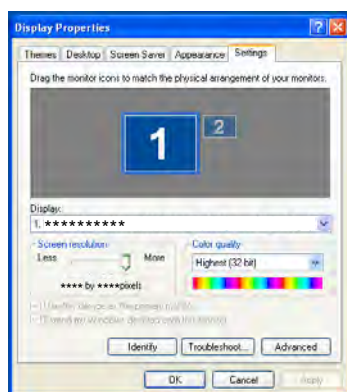 Display Properties
Themes Desktop Screen Saver Appearance Settings
Drag the monitor icons to match the physical arrangement of your monitors.
1 2
Display:
1. **********
Screen resolution Color quality
Less More Highest (32 bit)
**** by ****pixels
Identify Troubleshoot... Advanced
OK Cancel Apply